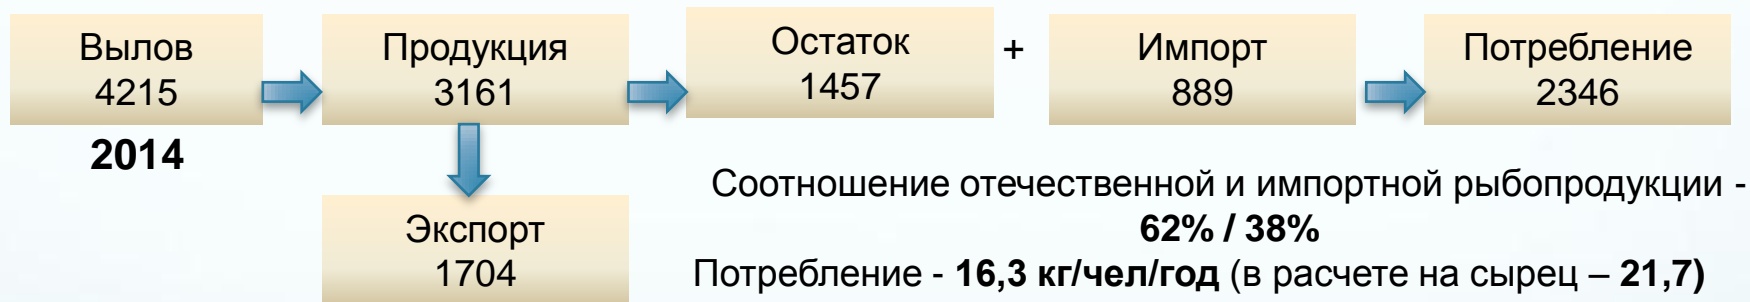 Вылов
4215
2014
Продукция
3161
Экспорт
1704
Остаток
1457
+
Импорт
889
Потребление
2346
Соотношение отечественной и импортной рыбопродукции -
62% / 38%
Потребление - 16,3 кг/чел/год (в расчете на сырец – 21,7)